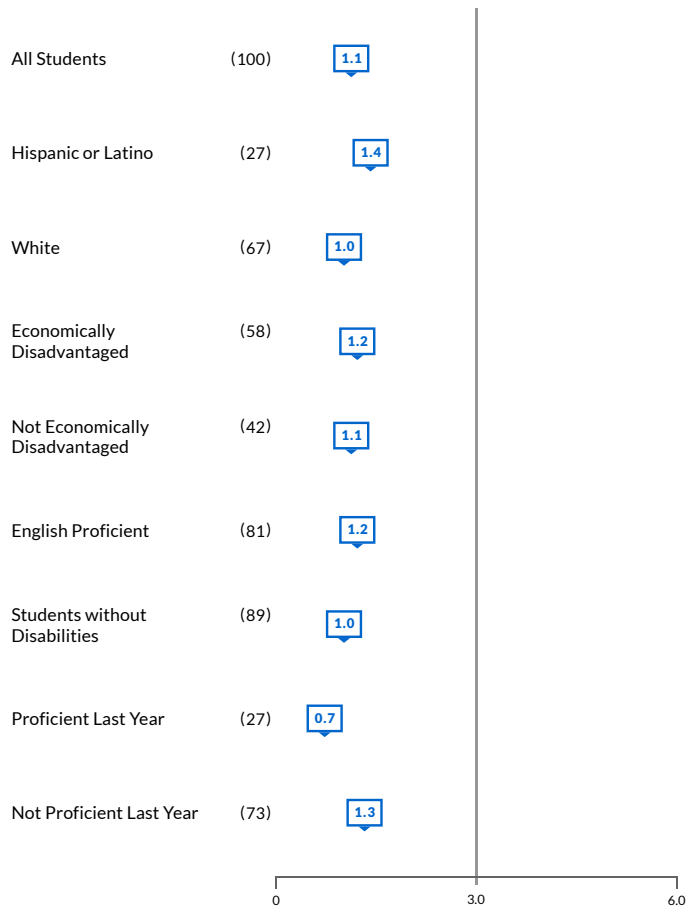 All Students (100) 1.1
Hispanic or Latino (27) 1.4
White (67) 1.0
Economically (58)
Disadvantaged 1.2
Not Economically (42)
Disadvantaged 1.1
English Proficient (81) 1.2
Students without (89)
Disabilities 1.0
Proficient Last Year (27) 0.7
Not Proficient Last Year (73) 1.3
0 3.0 6.0